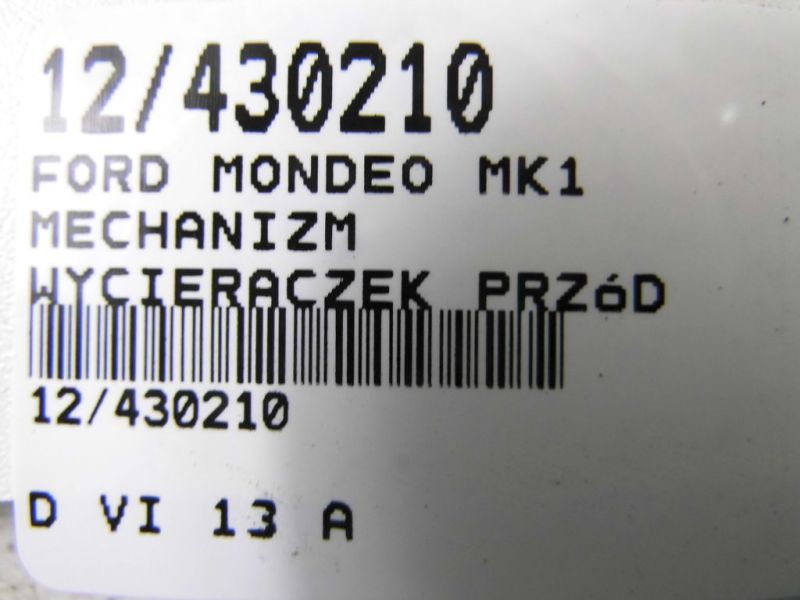 12/430210
FORD MONDEO MK1
MECHANIZM
WYCIERACZEK PRZóD
12/430210
D VI 13 A